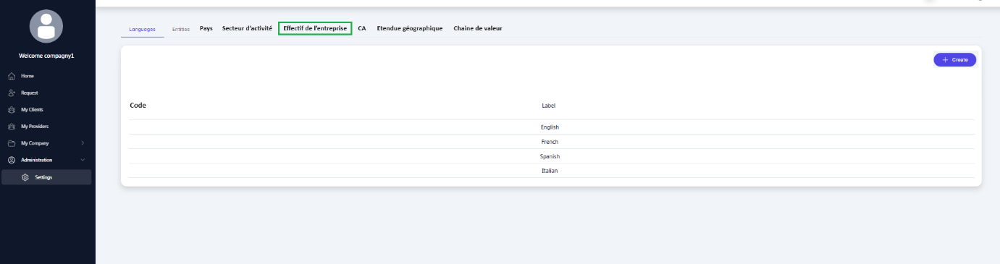 Welcome compagny1
Home
Request
My Clients
My Providers
My Company
Administration
Settings
Languages Entities Pays Secteur d'activité Effectif de l'entreprise CA Etendue géographique Chaine de valeur
+ Create
Code Label
English
French
Spanish
Italian